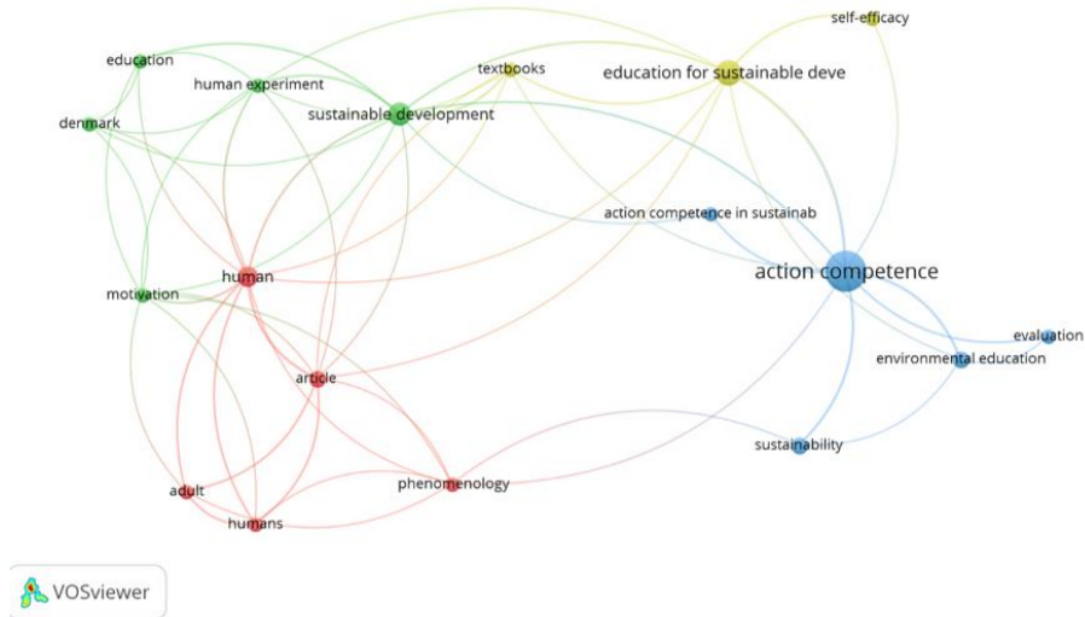 self-efficacy
education
textbooks
education for sustainable deve
human experiment
sustainable development
denmark
action competence in sustainab
action competence
human
motivation
evaluation
environmental education
article
sustainability
phenomenology
adult
humans
VOSviewer